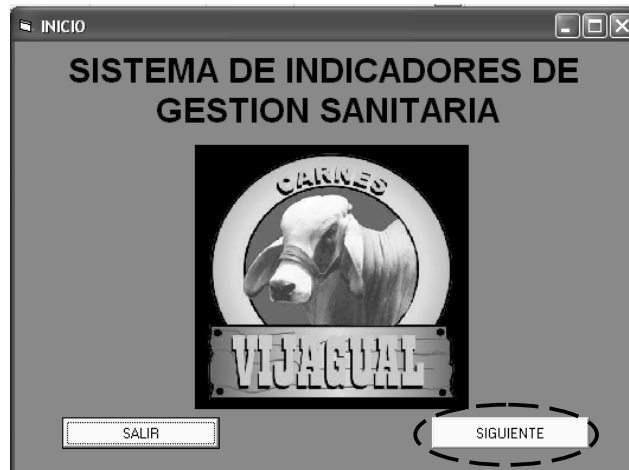 INICIO
SISTEMA DE INDICADORES DE
GESTION SANITARIA
CARNES
VIJAGUAL
SALIR
SIGUIENTE